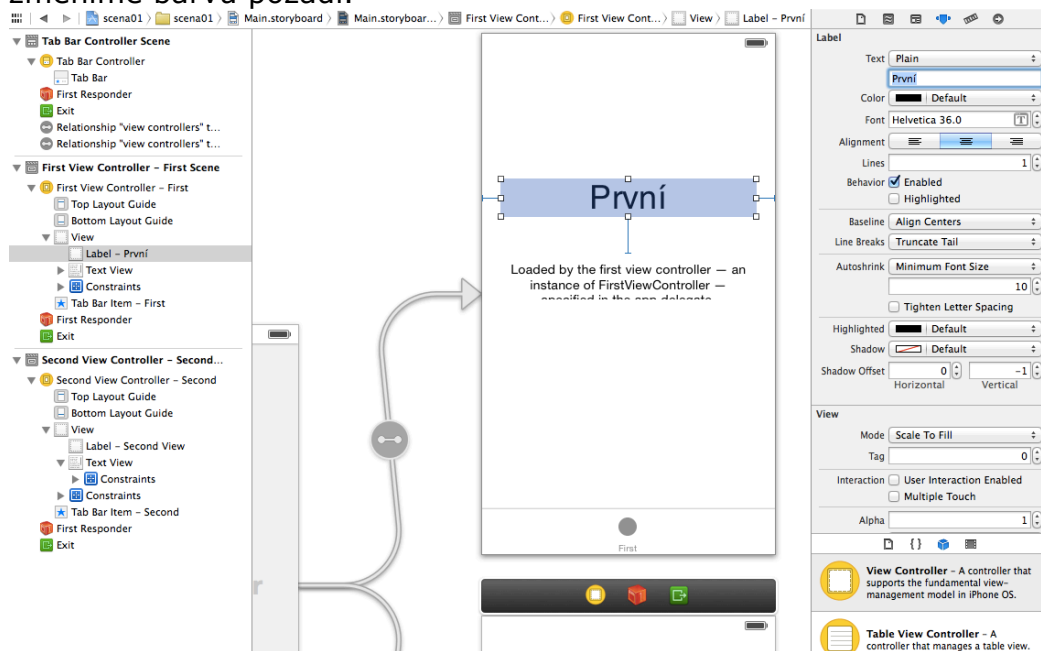 změníme barvu pozadí.
scena01 scena01 Main.storyboard Main.storyboar...) First View Cont... First View Cont... View Label – První
Tab Bar Controller Scene
Tab Bar Controller
Tab Bar
First Responder
Exit
Relationship "view controllers" t...
Relationship "view controllers" t...
First View Controller – First Scene
First View Controller – First
Top Layout Guide
Bottom Layout Guide
View
Label – První
Text View
Constraints
Tab Bar Item – First
First Responder
Exit
Second View Controller – Second...
Second View Controller – Second
Top Layout Guide
Bottom Layout Guide
View
Label – Second View
Text View
Constraints
Constraints
Tab Bar Item – Second
First Responder
Exit
První
Loaded by the first view controller — an
instance of FirstViewController —
specified in the app delegate
First
Label
Text Plain
První
Color Default
Font Helvetica 36.0
Alignment
Lines 1
Behavior Enabled
Highlighted
Baseline Align Centers
Line Breaks Truncate Tail
Autoshrink Minimum Font Size
10
Tighten Letter Spacing
Highlighted Default
Shadow Default
Shadow Offset 0 -1
Horizontal Vertical
View
Mode Scale To Fill
Tag 0
Interaction User Interaction Enabled
Multiple Touch
Alpha 1
View Controller – A controller that
supports the fundamental view-
management model in iPhone OS.
Table View Controller – A
controller that manages a table view.